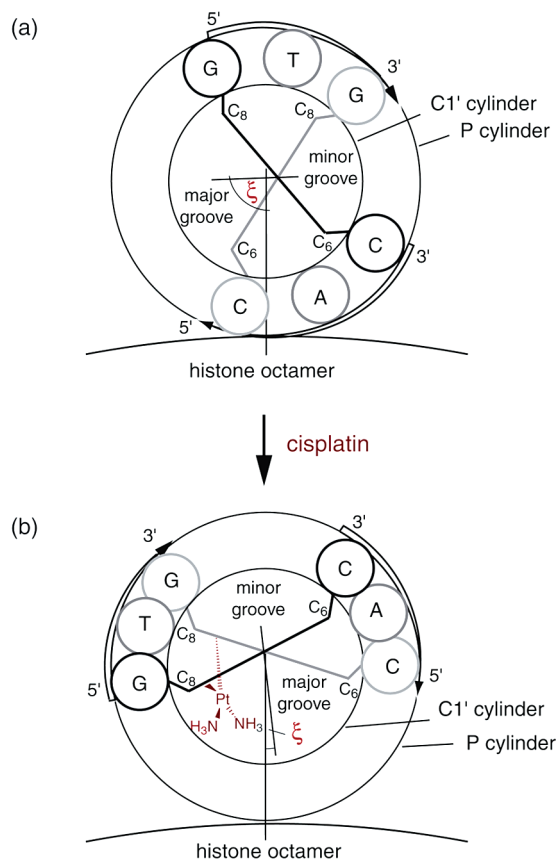 (a)
5'
G
T
G
3'
C8
C8
C1' cylinder
P cylinder
minor
groove
major
groove
ξ
C6
C6
C
3'
C
A
5'
histone octamer
cisplatin
(b)
3'
3'
G
C
minor
groove
C6
T
A
C8
G
C8
C
5'
major
groove
C6
5'
Pt
H3N
NH3
ξ
C1' cylinder
P cylinder
histone octamer